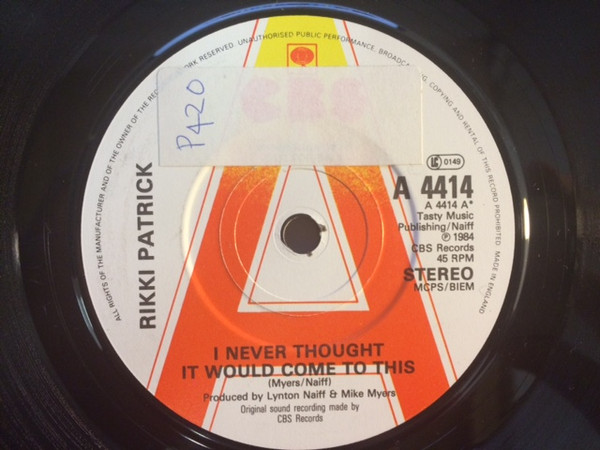 ALL RIGHTS OF THE MANUFACTURER AND OF THE OWNER OF THE
WORK RESERVED. UNAUTHORISED PUBLIC PERFORMANCE, BROADCASTING, COPYING AND RENTAL OF THIS RECORD PROHIBITED. MADE IN ENGLAND
P420
CBS
RIKKI PATRICK
LC 0149
A 4414
A 4414 A*
Tasty Music
Publishing/Naiff
℗ 1984
CBS Records
45 RPM
STEREO
MCPS/BIEM
I NEVER THOUGHT
IT WOULD COME TO THIS
(Myers/Naiff)
Produced by Lynton Naiff & Mike Myers
Original sound recording made by
CBS Records